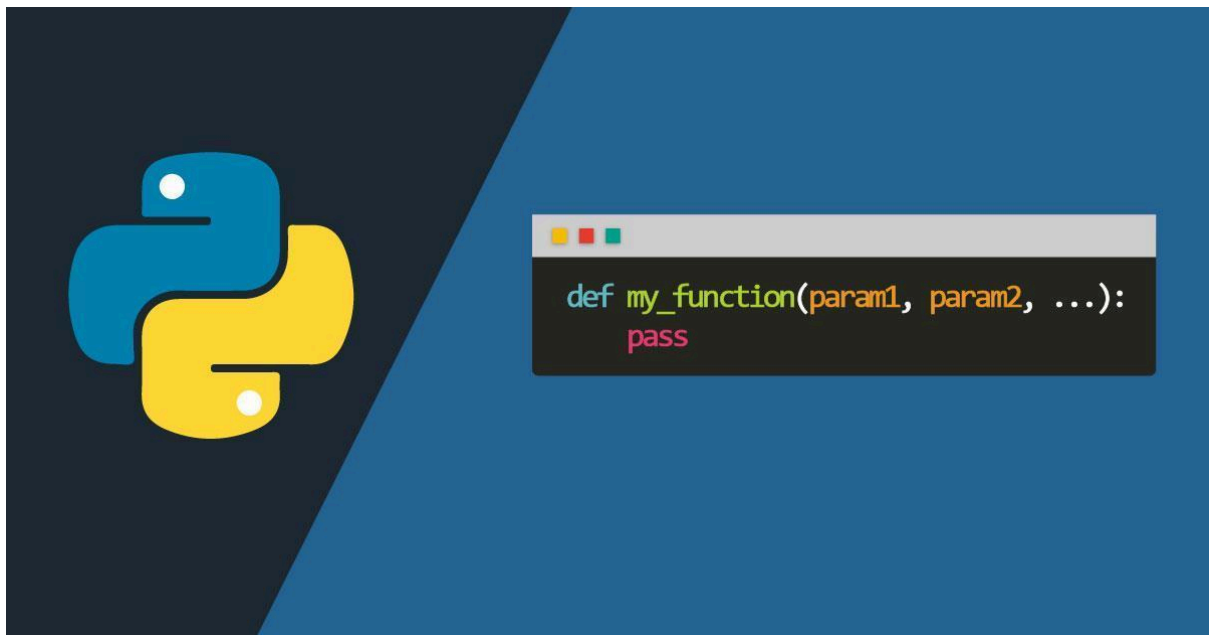 def my_function(param1, param2, ...):
    pass